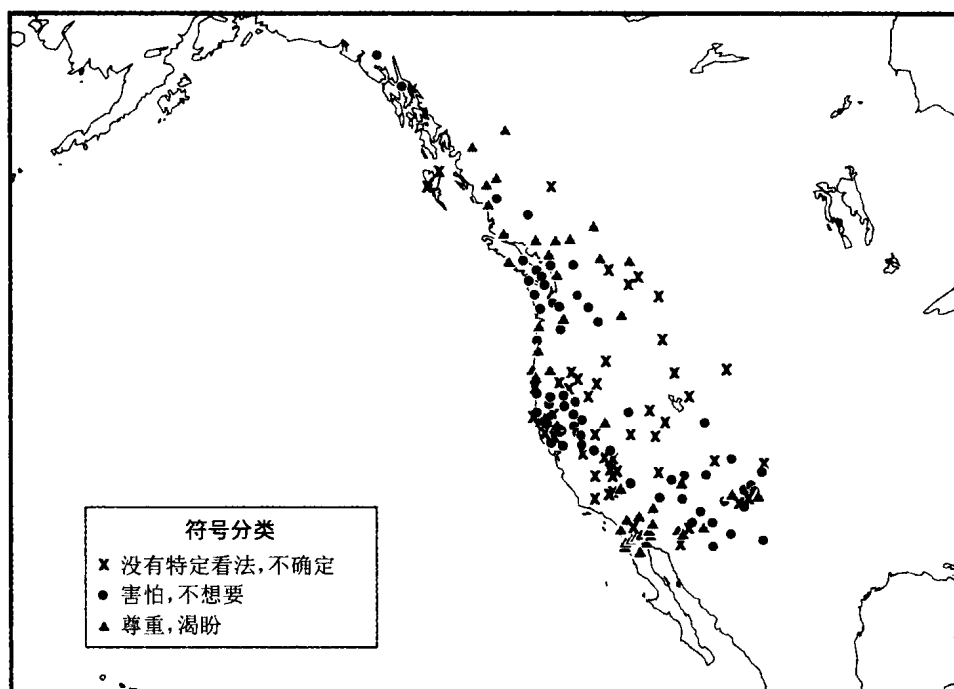 符号分类
x 没有特定看法,不确定
● 害怕,不想要
▲ 尊重,渴盼